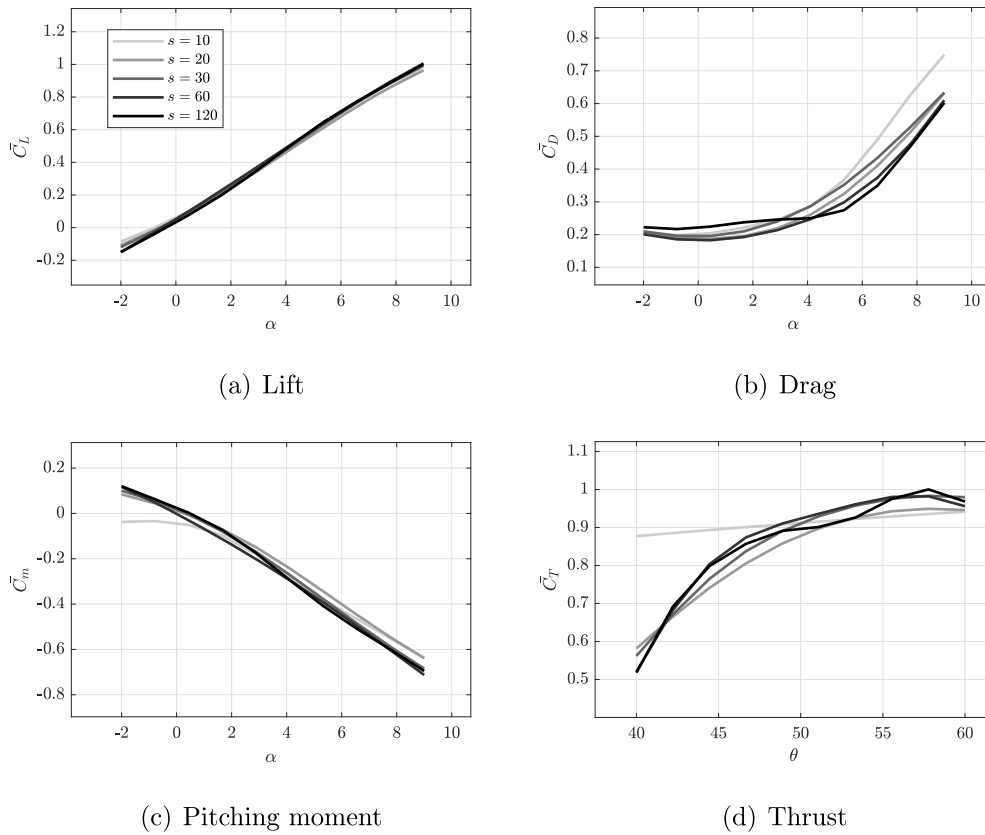 1.2
1
0.8
0.6
0.4
0.2
0
-0.2
s = 10
s = 20
s = 30
s = 60
s = 120
C̄_L
-2 0 2 4 6 8 10
α
(a) Lift
0.8
0.7
0.6
0.5
0.4
0.3
0.2
0.1
C̄_D
-2 0 2 4 6 8 10
α
(b) Drag
0.2
0
-0.2
-0.4
-0.6
-0.8
C̄_m
-2 0 2 4 6 8 10
α
(c) Pitching moment
1.1
1
0.9
0.8
0.7
0.6
0.5
C̄_T
40 45 50 55 60
θ
(d) Thrust